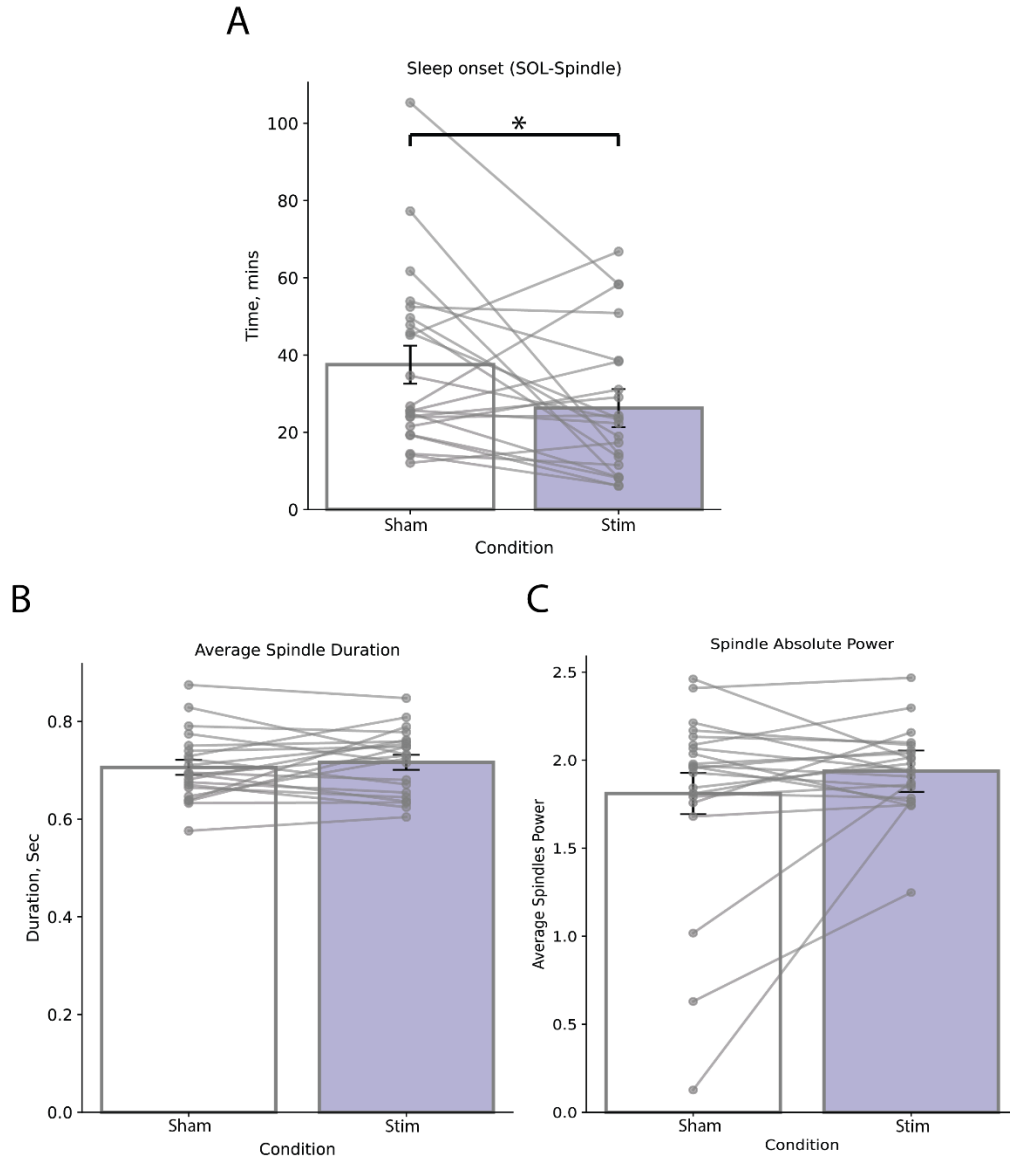 A
Sleep onset (SOL-Spindle)
*
100
80
60
40
20
0
Time, mins
Sham
Stim
Condition
B
Average Spindle Duration
0.8
0.6
0.4
0.2
0.0
Duration, Sec
Sham
Stim
Condition
C
Spindle Absolute Power
2.5
2.0
1.5
1.0
0.5
0.0
Average Spindles Power
Sham
Stim
Condition